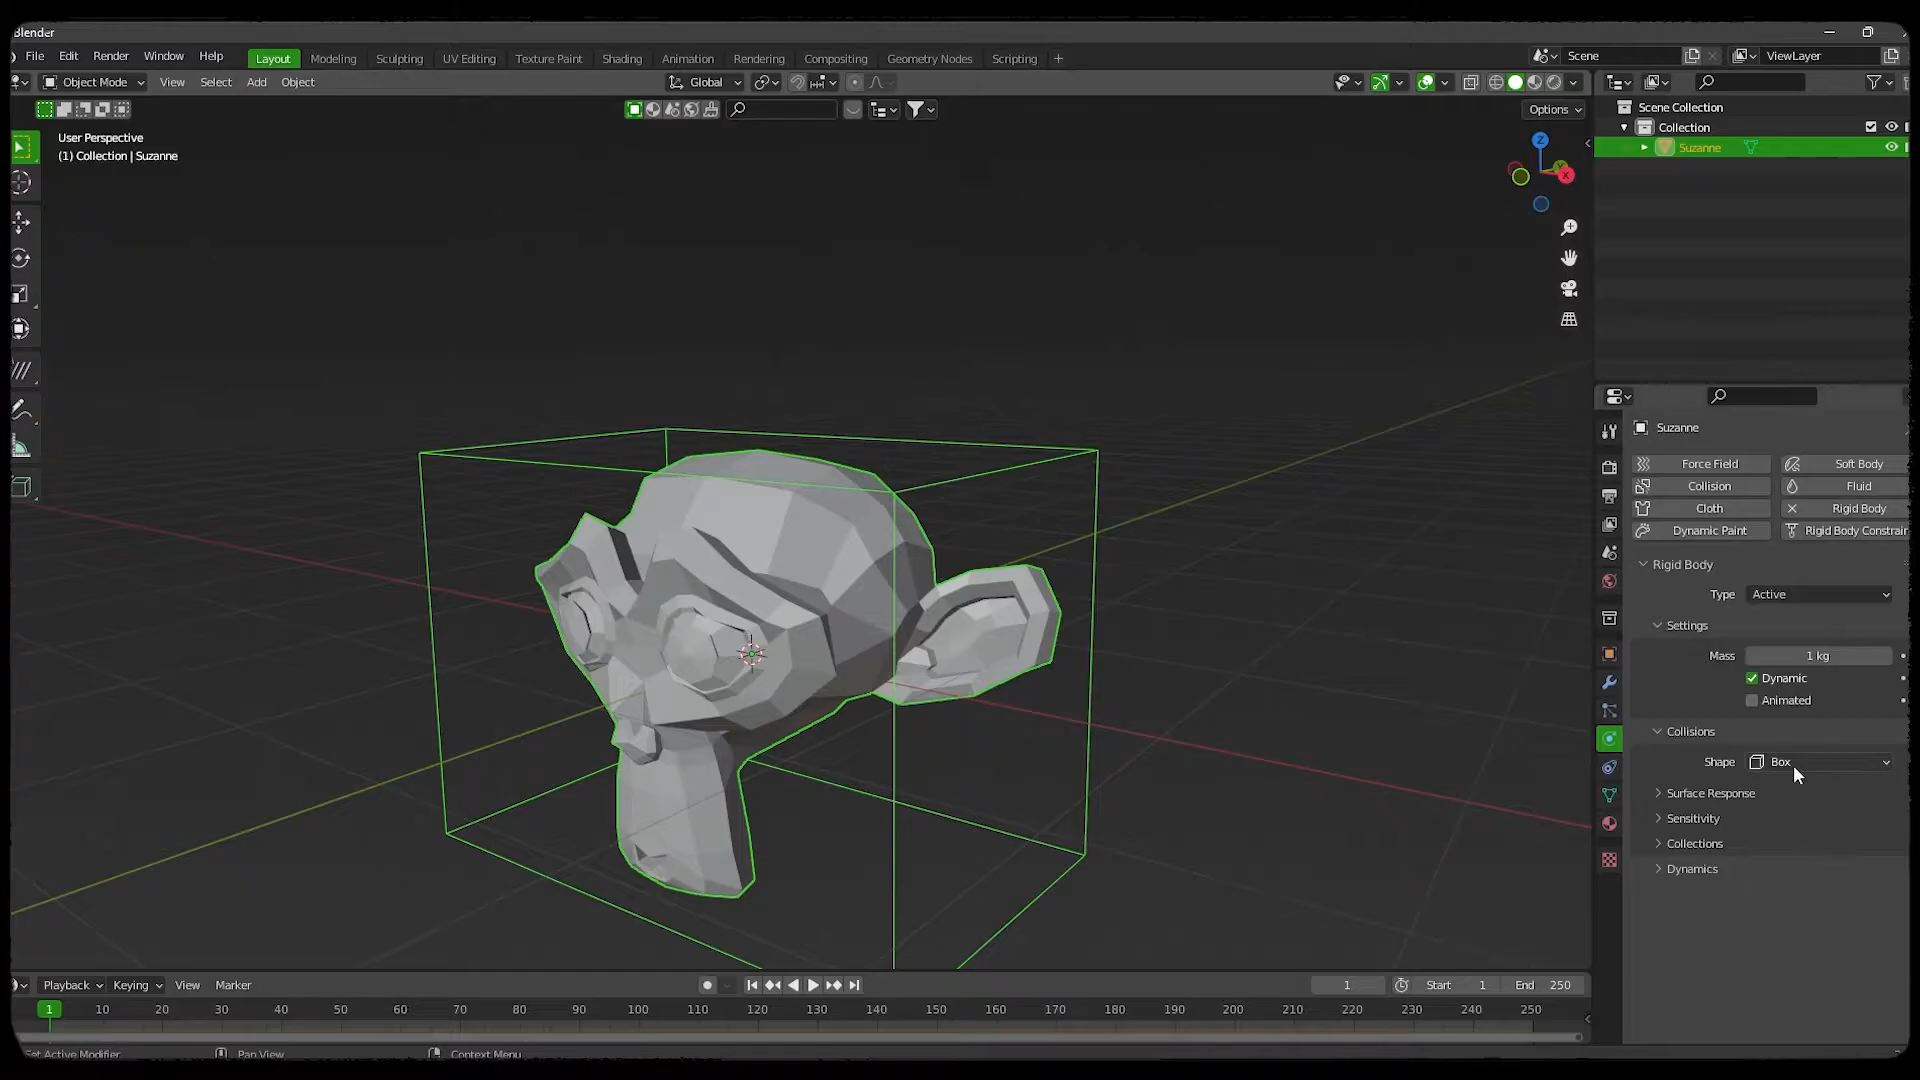 Blender
File Edit Render Window Help Layout Modeling Sculpting UV Editing Texture Paint Shading Animation Rendering Compositing Geometry Nodes Scripting + Scene ViewLayer
Object Mode View Select Add Object Global
Options
User Perspective
(1) Collection | Suzanne
Z
Y
X
Scene Collection
Collection
Suzanne
Suzanne
Force Field Soft Body
Collision Fluid
Cloth Rigid Body
Dynamic Paint Rigid Body Constrain
Rigid Body
Type Active
Settings
Mass 1 kg
Dynamic
Animated
Collisions
Shape Box
Surface Response
Sensitivity
Collections
Dynamics
Playback Keying View Marker 1 Start 1 End 250
1 10 20 30 40 50 60 70 80 90 100 110 120 130 140 150 160 170 180 190 200 210 220 230 240 250
Set Active Modifier Pan View Context Menu